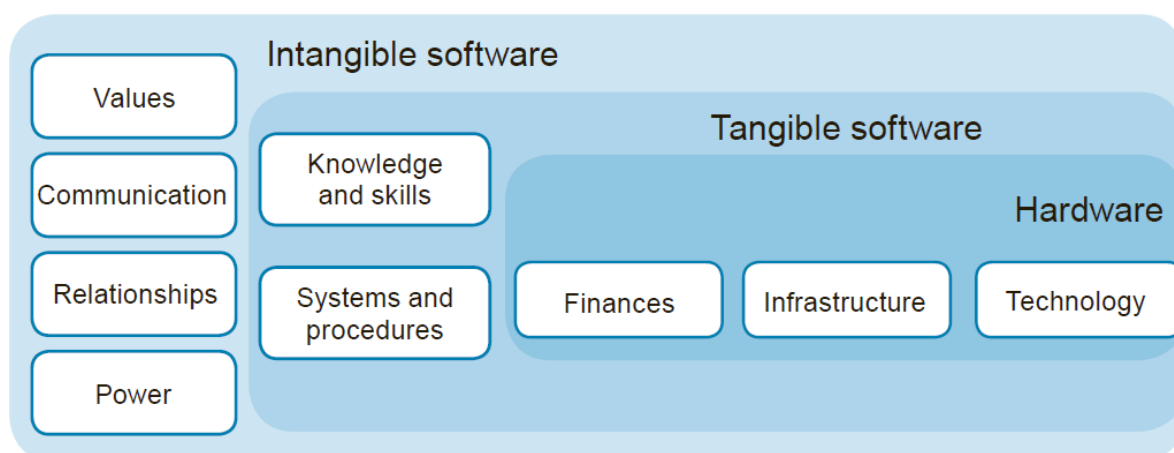 Intangible software
Values
Communication
Relationships
Power
Tangible software
Knowledge
and skills
Systems and
procedures
Hardware
Finances
Infrastructure
Technology